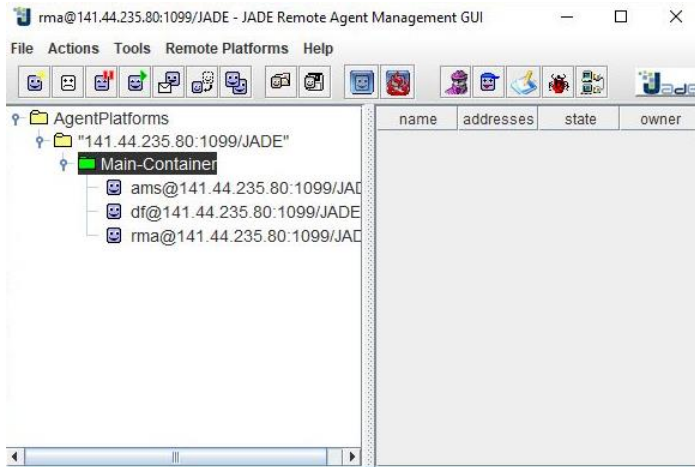 rma@141.44.235.80:1099/JADE - JADE Remote Agent Management GUI
File Actions Tools Remote Platforms Help
Jade
AgentPlatforms
"141.44.235.80:1099/JADE"
Main-Container
ams@141.44.235.80:1099/JAD
df@141.44.235.80:1099/JADE
rma@141.44.235.80:1099/JAD
name addresses state owner